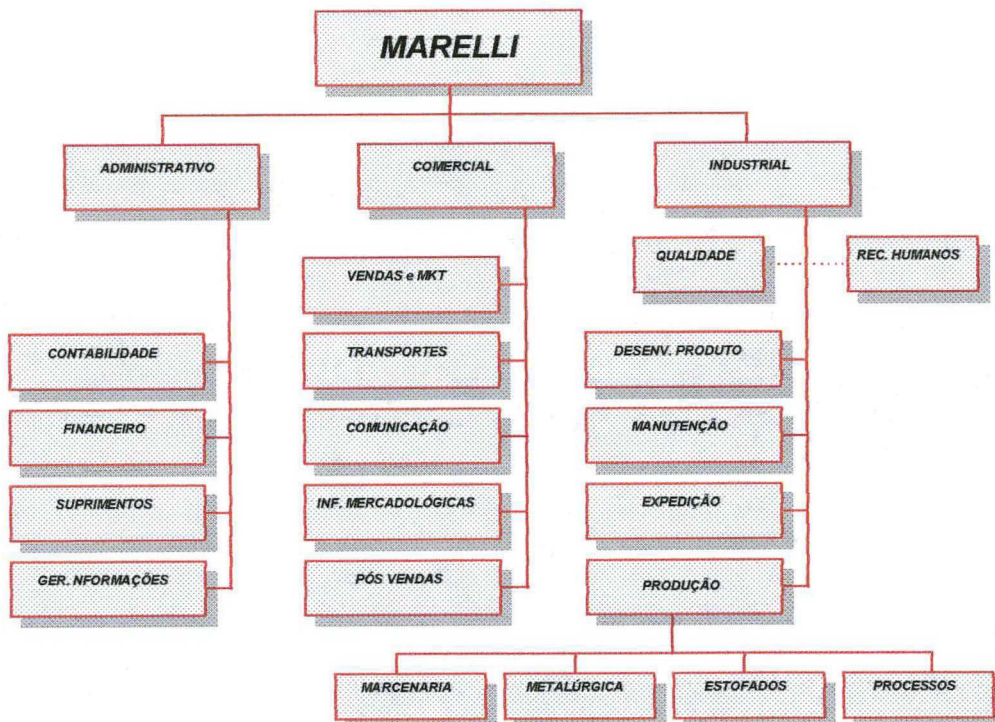 MARELLI
ADMINISTRATIVO
COMERCIAL
INDUSTRIAL
QUALIDADE
REC. HUMANOS
VENDAS e MKT
CONTABILIDADE
TRANSPORTES
DESENV. PRODUTO
FINANCEIRO
COMUNICAÇÃO
MANUTENÇÃO
SUPRIMENTOS
INF. MERCADOLÓGICAS
EXPEDIÇÃO
GER. NFORMAÇÕES
PÓS VENDAS
PRODUÇÃO
MARCENARIA
METALÚRGICA
ESTOFADOS
PROCESSOS